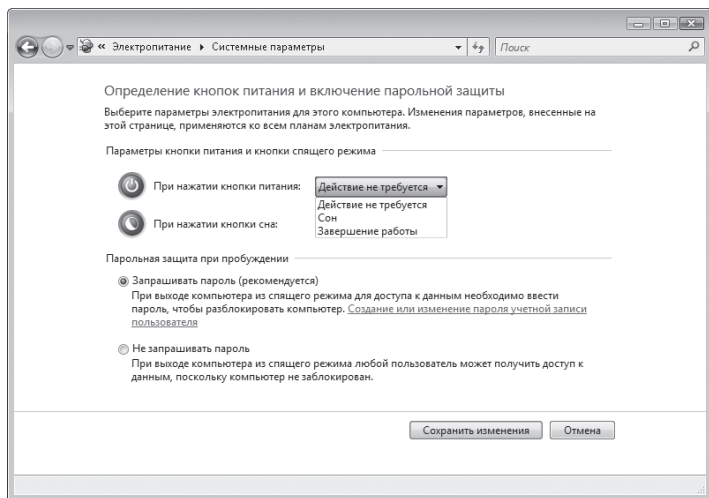 « Электропитание ▸ Системные параметры
Поиск
Определение кнопок питания и включение парольной защиты
Выберите параметры электропитания для этого компьютера. Изменения параметров, внесенные на
этой странице, применяются ко всем планам электропитания.
Параметры кнопки питания и кнопки спящего режима
При нажатии кнопки питания: Действие не требуется
Действие не требуется
Сон
При нажатии кнопки сна:
Завершение работы
Парольная защита при пробуждении
Запрашивать пароль (рекомендуется)
При выходе компьютера из спящего режима для доступа к данным необходимо ввести
пароль, чтобы разблокировать компьютер. Создание или изменение пароля учетной записи
пользователя
Не запрашивать пароль
При выходе компьютера из спящего режима любой пользователь может получить доступ к
данным, поскольку компьютер не заблокирован.
Сохранить изменения Отмена